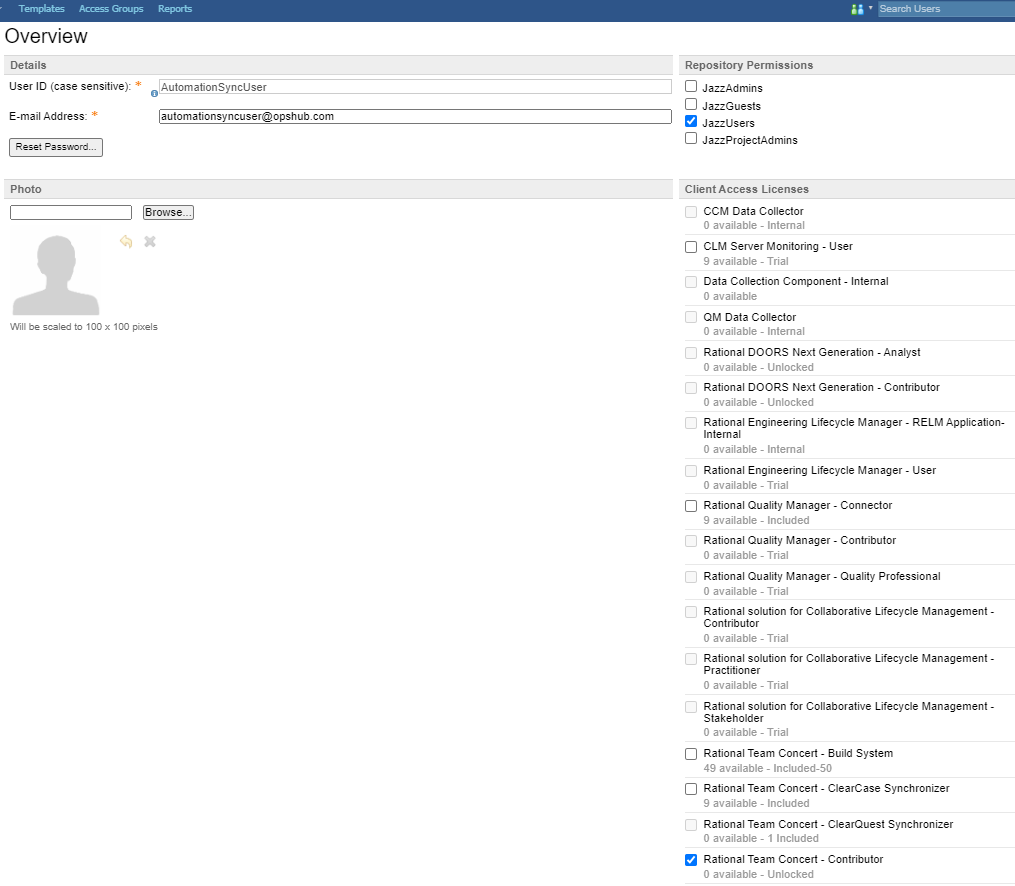 Templates Access Groups Reports
Search Users
Overview
Details
User ID (case sensitive): *
AutomationSyncUser
E-mail Address: *
automationsyncuser@opshub.com
Reset Password...
Photo
Browse...
Will be scaled to 100 x 100 pixels
Repository Permissions
JazzAdmins
JazzGuests
JazzUsers
JazzProjectAdmins
Client Access Licenses
CCM Data Collector
0 available - Internal
CLM Server Monitoring - User
9 available - Trial
Data Collection Component - Internal
0 available
QM Data Collector
0 available - Internal
Rational DOORS Next Generation - Analyst
0 available - Unlocked
Rational DOORS Next Generation - Contributor
0 available - Unlocked
Rational Engineering Lifecycle Manager - RELM Application-
Internal
0 available - Internal
Rational Engineering Lifecycle Manager - User
0 available - Trial
Rational Quality Manager - Connector
9 available - Included
Rational Quality Manager - Contributor
0 available - Trial
Rational Quality Manager - Quality Professional
0 available - Trial
Rational solution for Collaborative Lifecycle Management -
Contributor
0 available - Trial
Rational solution for Collaborative Lifecycle Management -
Practitioner
0 available - Trial
Rational solution for Collaborative Lifecycle Management -
Stakeholder
0 available - Trial
Rational Team Concert - Build System
49 available - Included-50
Rational Team Concert - ClearCase Synchronizer
9 available - Included
Rational Team Concert - ClearQuest Synchronizer
0 available - 1 Included
Rational Team Concert - Contributor
0 available - Unlocked